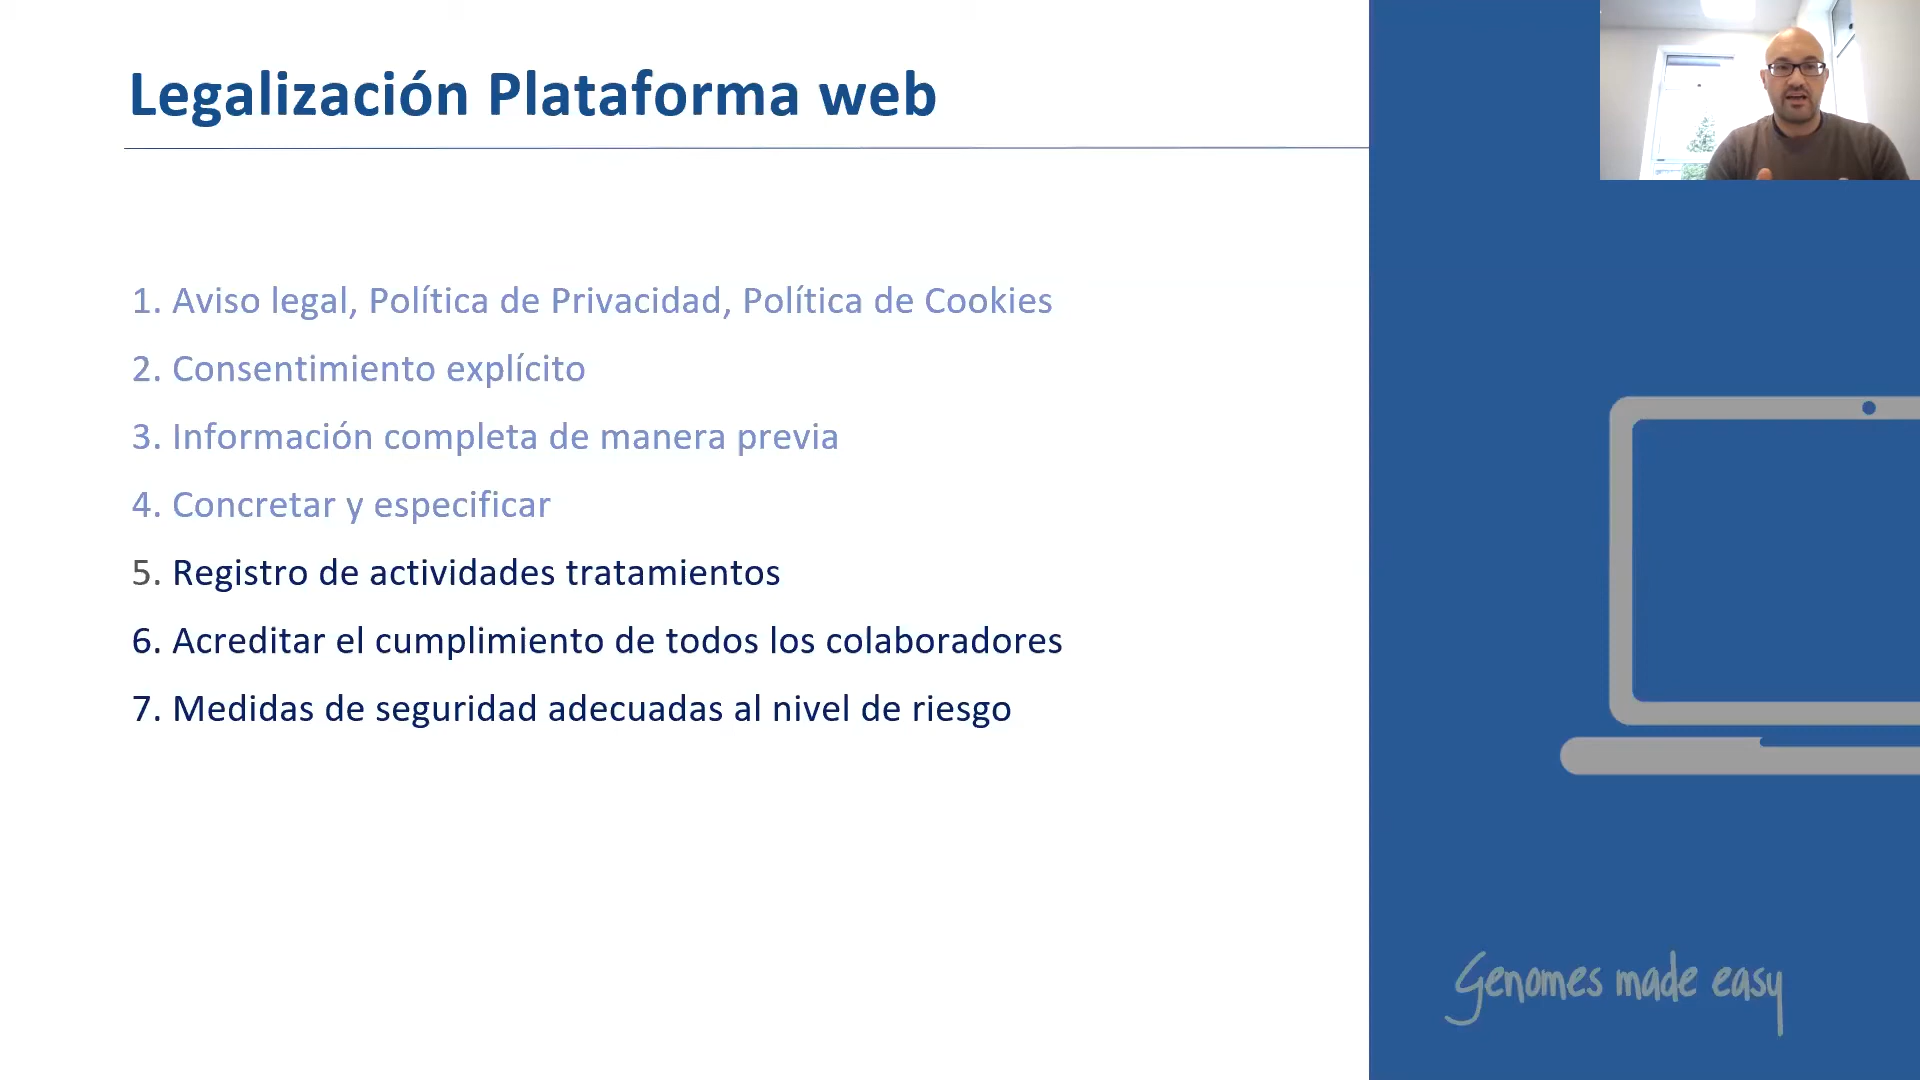 Legalización Plataforma web
1. Aviso legal, Política de Privacidad, Política de Cookies
2. Consentimiento explícito
3. Información completa de manera previa
4. Concretar y especificar
5. Registro de actividades tratamientos
6. Acreditar el cumplimiento de todos los colaboradores
7. Medidas de seguridad adecuadas al nivel de riesgo
Genomes made easy